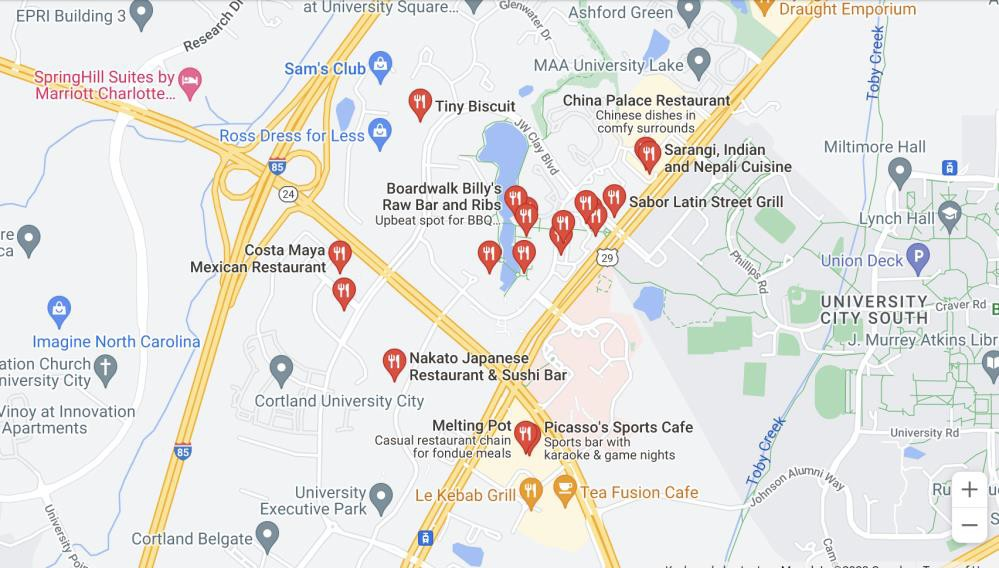 EPRI Building 3
at University Square...
Glenwater Dr
Ashford Green
Draught Emporium
Research Dr
Toby Creek
SpringHill Suites by
Marriott Charlotte...
Sam's Club
MAA University Lake
Tiny Biscuit
China Palace Restaurant
Chinese dishes in
comfy surrounds
Ross Dress for Less
JW Clay Blvd
Sarangi, Indian
and Nepali Cuisine
Miltimore Hall
85
24
Boardwalk Billy's
Raw Bar and Ribs
Upbeat spot for BBQ...
Sabor Latin Street Grill
Lynch Hall
Costa Maya
Mexican Restaurant
29
Phillips Rd
Union Deck
P
UNIVERSITY
CITY SOUTH
Craver Rd
Imagine North Carolina
J. Murrey Atkins Libr
ation Church
niversity City
Nakato Japanese
Restaurant & Sushi Bar
Cortland University City
Vinoy at Innovation
Apartments
Melting Pot
Casual restaurant chain
for fondue meals
Picasso's Sports Cafe
Sports bar with
karaoke & game nights
University Rd
85
Toby Creek
Johnson Alumni Way
University
Executive Park
Le Kebab Grill
Tea Fusion Cafe
Cortland Belgate
University Poin
Cam